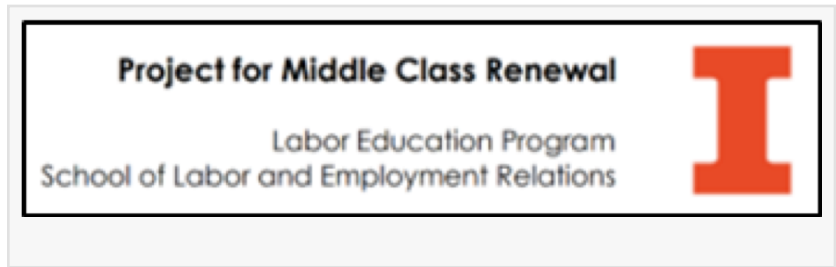 Project for Middle Class Renewal
Labor Education Program
School of Labor and Employment Relations
I